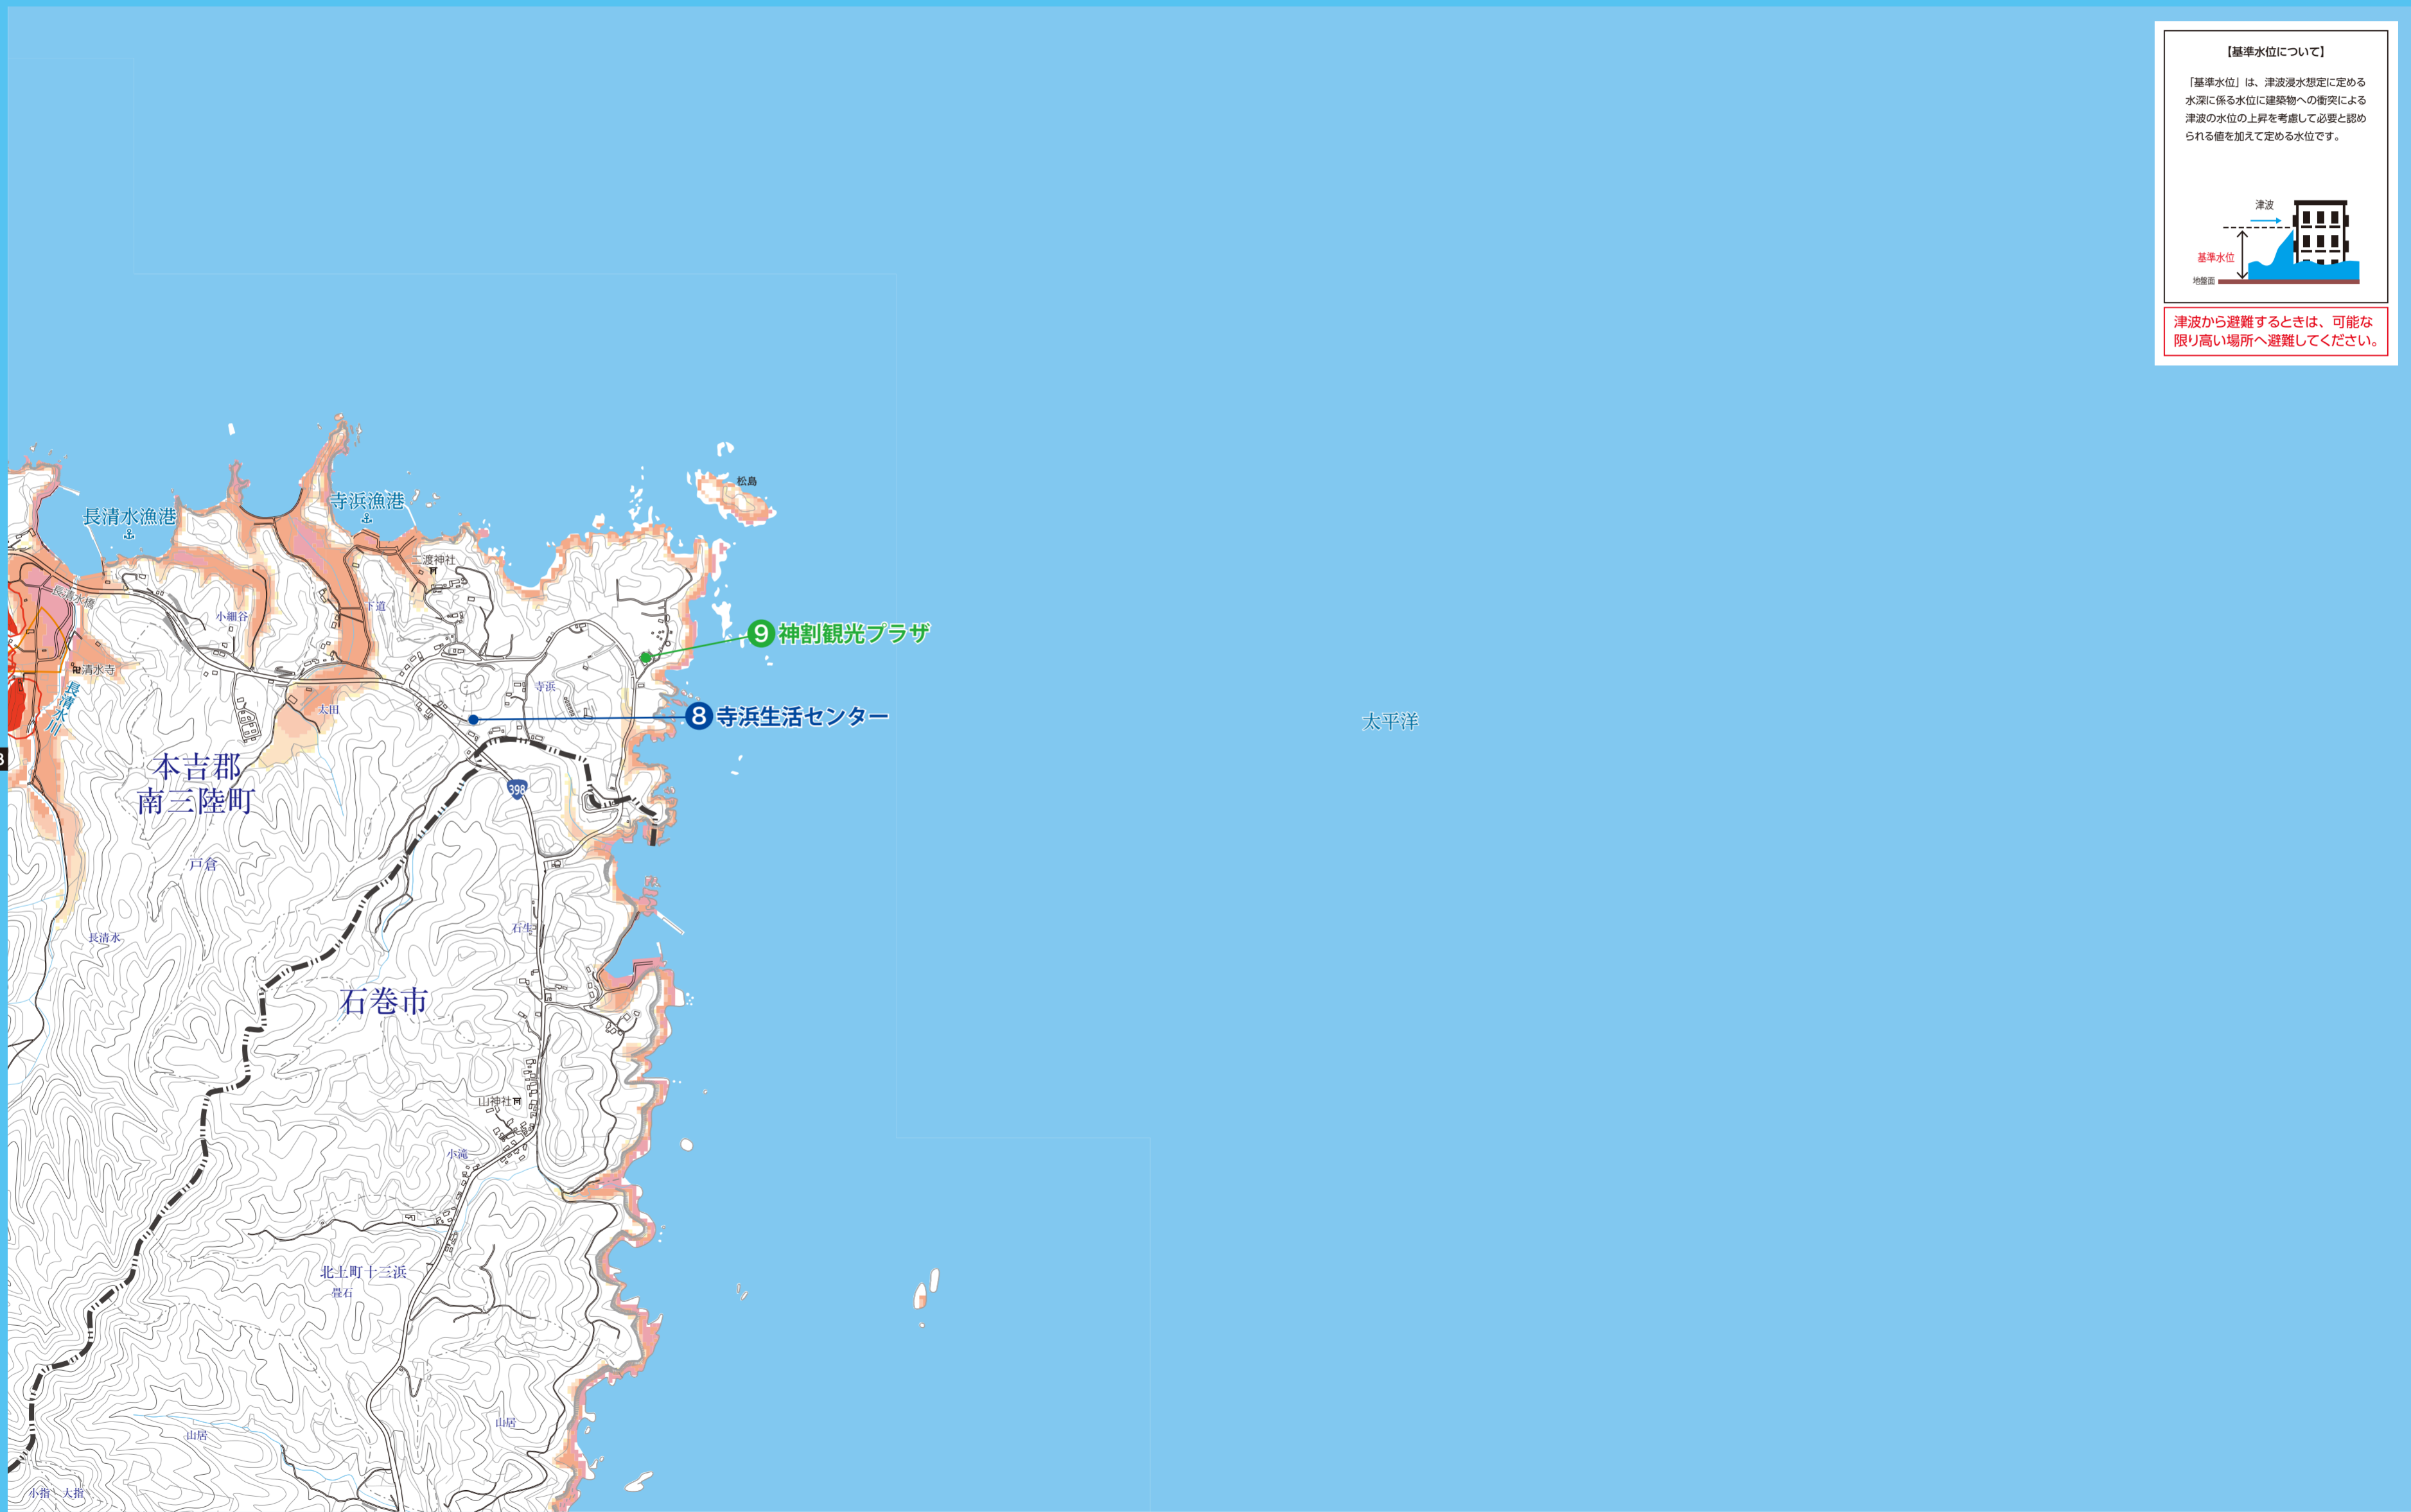 【基準水位について】
「基準水位」は、津波浸水想定に定める
水深に係る水位に建築物への衝突による
津波の水位の上昇を考慮して必要と認め
られる値を加えて定める水位です。
津波
基準水位
地盤面
津波から避難するときは、可能な
限り高い場所へ避難してください。
松島
寺浜漁港
長清水漁港
二渡神社
長清水橋
下道
小細谷
9 神割観光プラザ
清水寺
長清水川
寺浜
太田
8 寺浜生活センター
太平洋
本吉郡
南三陸町
398
戸倉
石生
長清水
石巻市
山神社
小滝
北上町十三浜
畳石
山居
山居
小指
大指